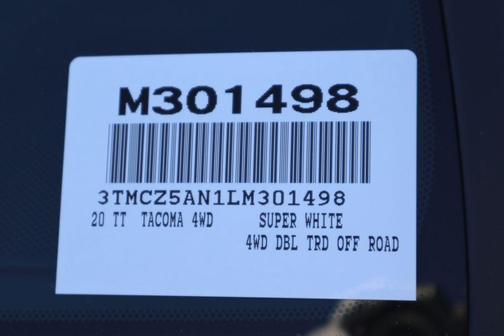 M301498
3TMCZ5AN1LM301498
20 TT TACOMA 4WD SUPER WHITE
4WD DBL TRD OFF ROAD